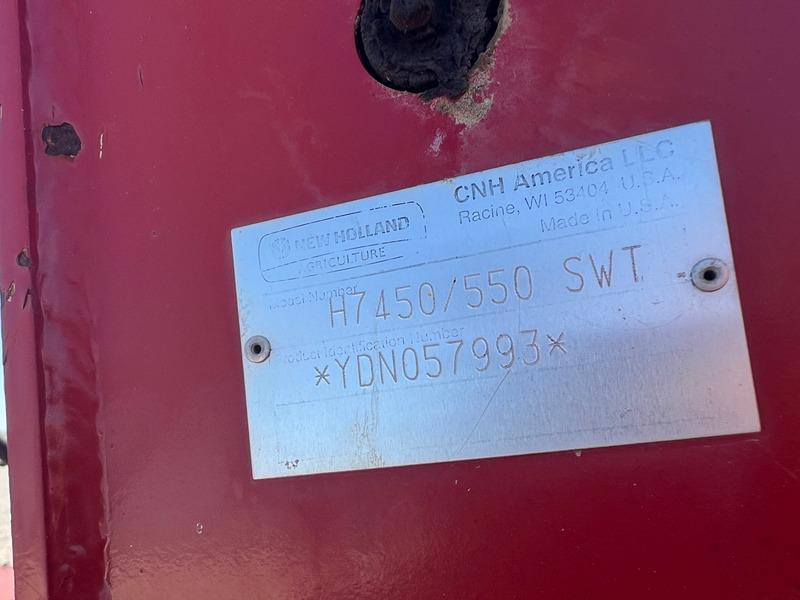 NEW HOLLAND
AGRICULTURE
CNH America LLC
Racine, WI 53404 U.S.A.
Made in U.S.A.
Model Number
H7450/550 SWT
Product Identification Number
*YDN057993*